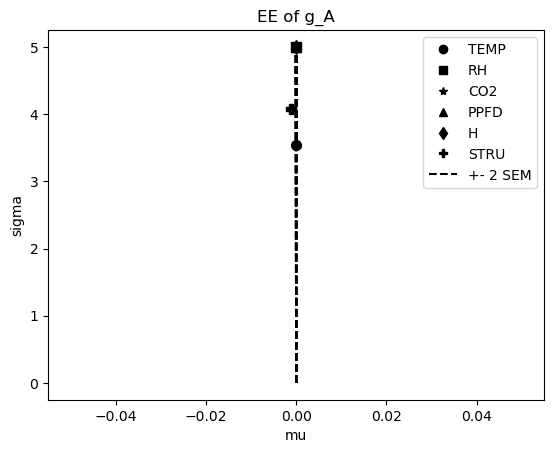 EE of g_A
TEMP
RH
CO2
PPFD
H
STRU
+- 2 SEM
5
4
3
2
1
0
sigma
−0.04
−0.02
0.00
0.02
0.04
mu